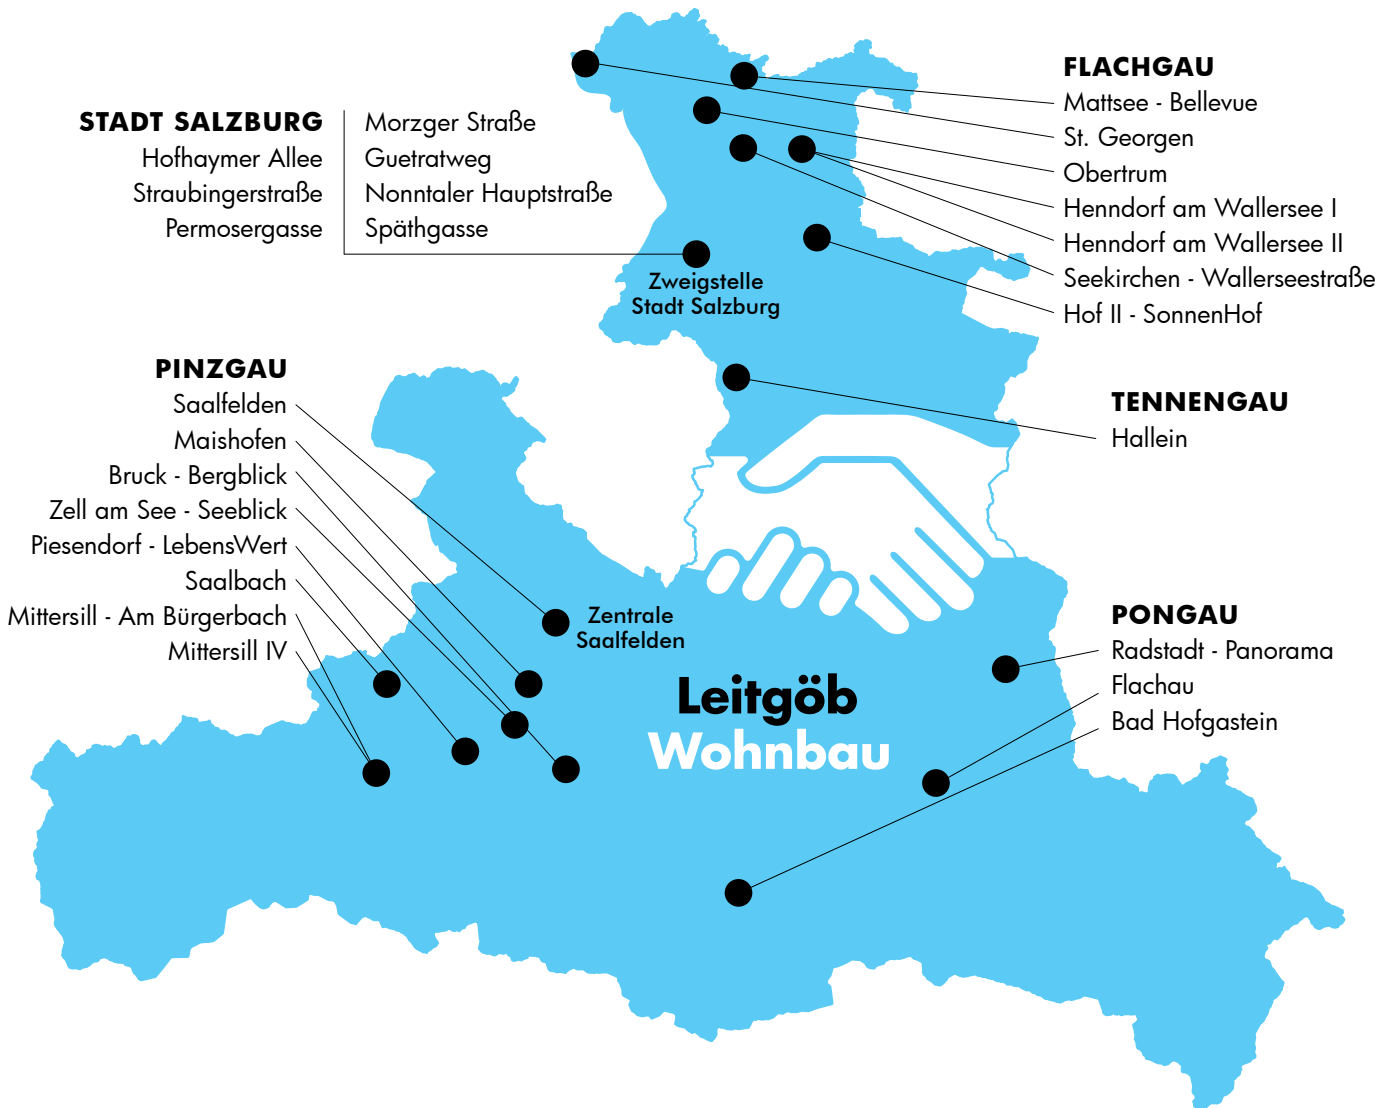 STADT SALZBURG
Hofhaymer Allee
Straubingerstraße
Permosergasse
Morzger Straße
Guetratweg
Nonntaler Hauptstraße
Späthgasse
Zweigstelle
Stadt Salzburg
FLACHGAU
Mattsee - Bellevue
St. Georgen
Obertrum
Henndorf am Wallersee I
Henndorf am Wallersee II
Seekirchen - Wallerseestraße
Hof II - SonnenHof
TENNENGAU
Hallein
PINZGAU
Saalfelden
Maishofen
Bruck - Bergblick
Zell am See - Seeblick
Piesendorf - LebensWert
Saalbach
Mittersill - Am Bürgerbach
Mittersill IV
Zentrale
Saalfelden
Leitgöb
Wohnbau
PONGAU
Radstadt - Panorama
Flachau
Bad Hofgastein